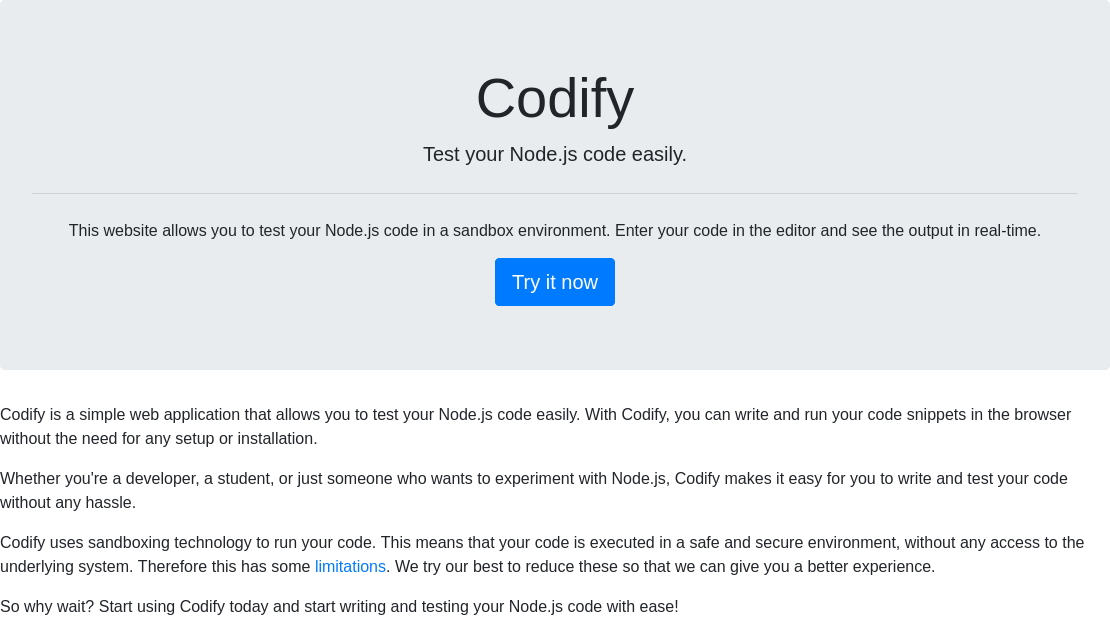 Codify
Test your Node.js code easily.
This website allows you to test your Node.js code in a sandbox environment. Enter your code in the editor and see the output in real-time.
Try it now
Codify is a simple web application that allows you to test your Node.js code easily. With Codify, you can write and run your code snippets in the browser
without the need for any setup or installation.
Whether you're a developer, a student, or just someone who wants to experiment with Node.js, Codify makes it easy for you to write and test your code
without any hassle.
Codify uses sandboxing technology to run your code. This means that your code is executed in a safe and secure environment, without any access to the
underlying system. Therefore this has some limitations. We try our best to reduce these so that we can give you a better experience.
So why wait? Start using Codify today and start writing and testing your Node.js code with ease!